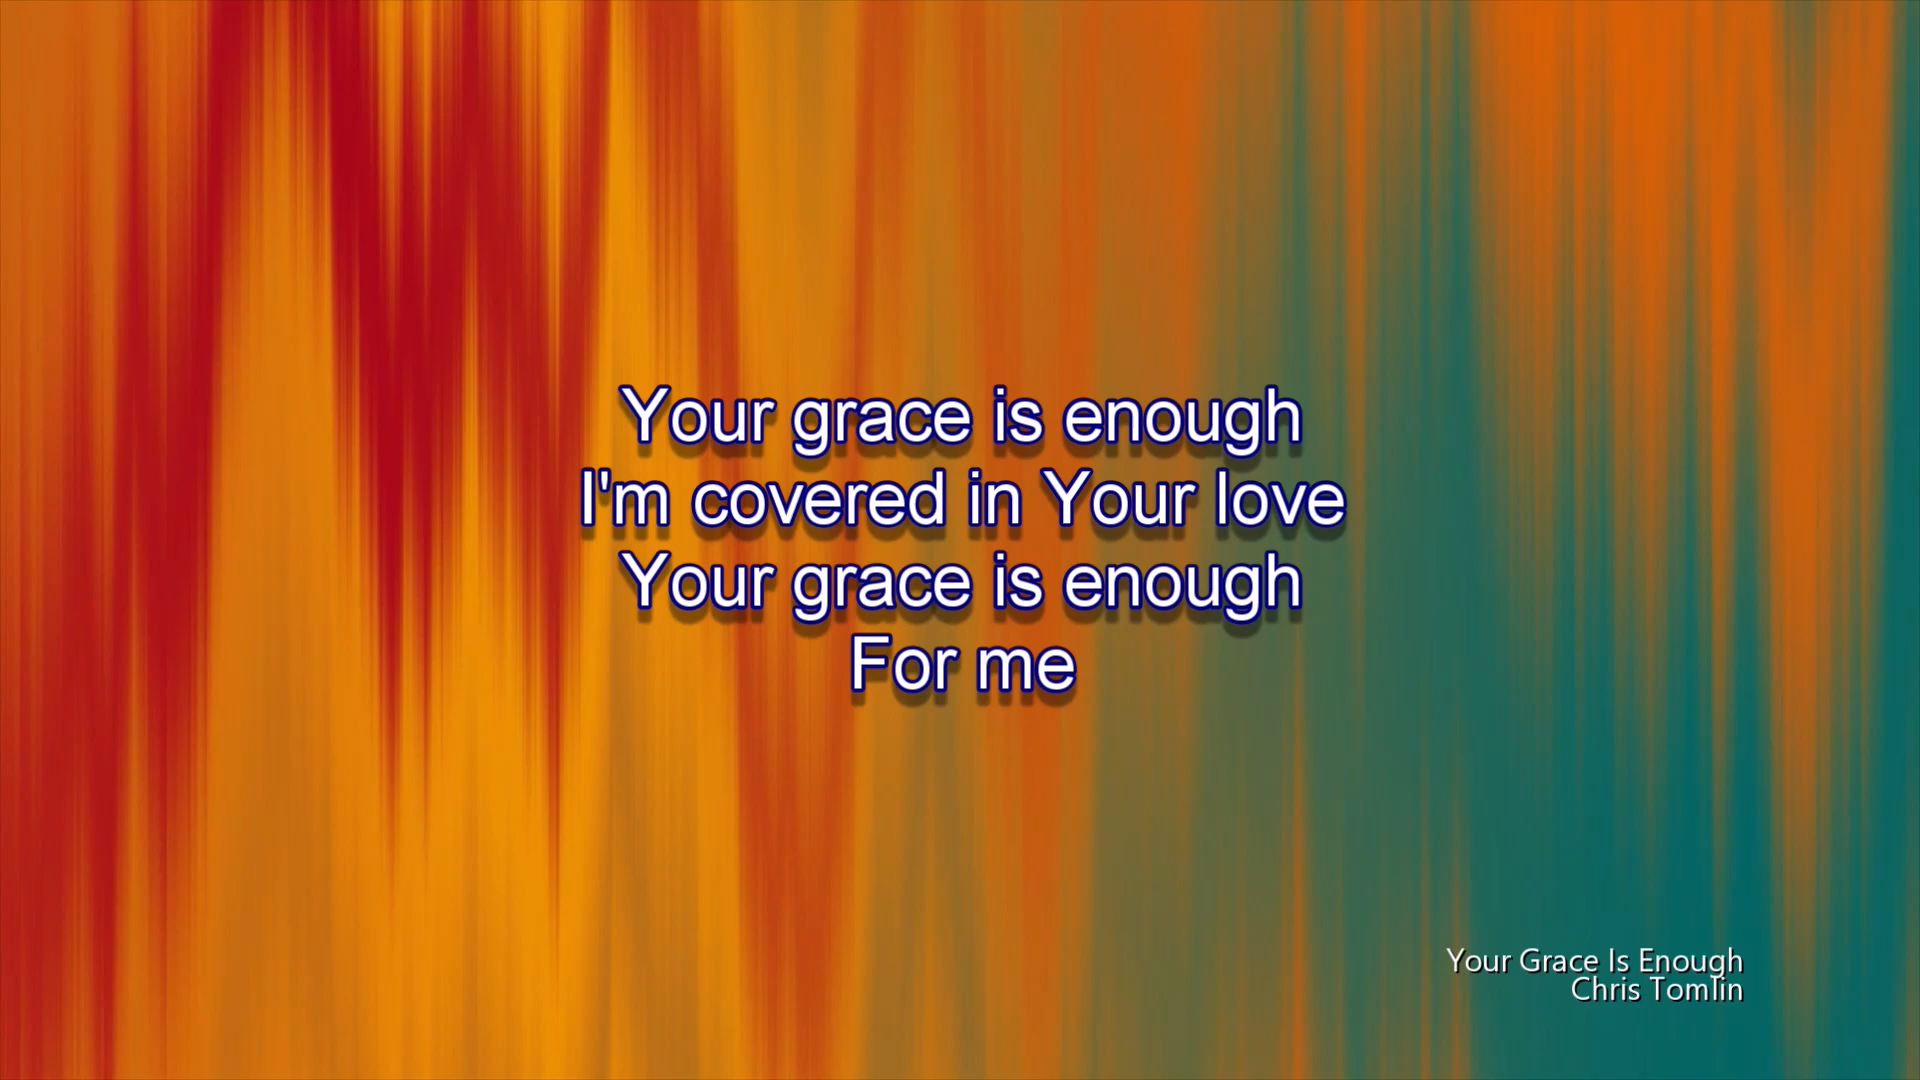 Your grace is enough
I'm covered in Your love
Your grace is enough
For me
Your Grace Is Enough
Chris Tomlin